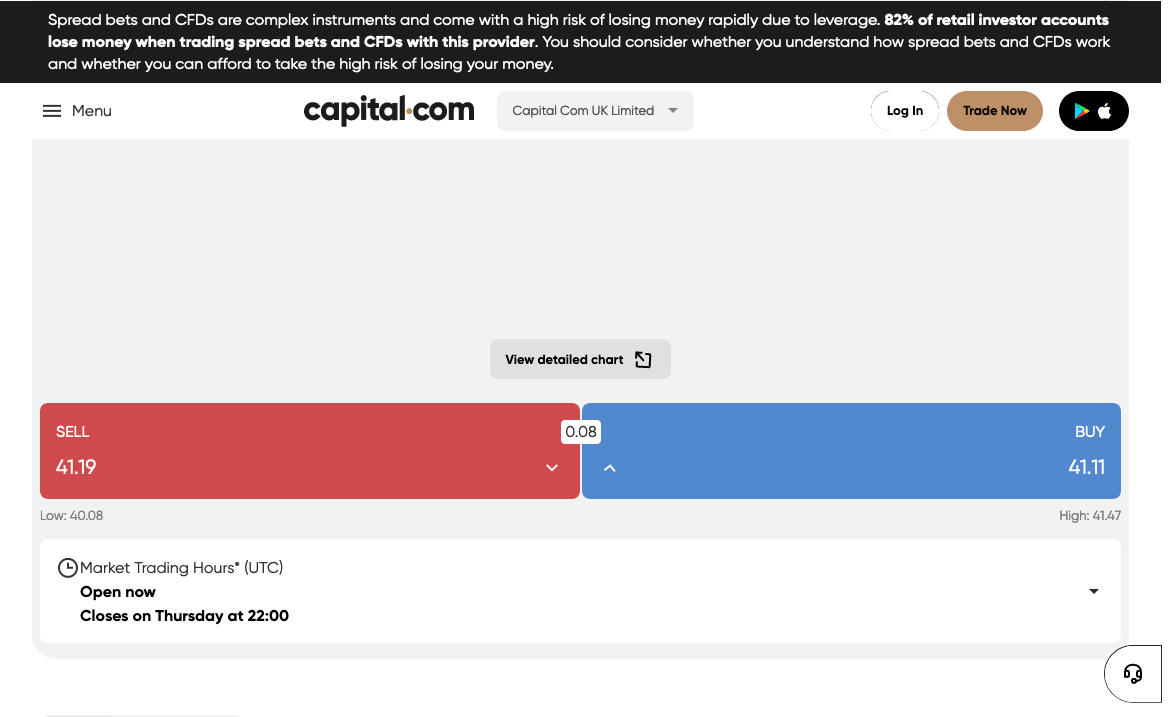 Spread bets and CFDs are complex instruments and come with a high risk of losing money rapidly due to leverage. 82% of retail investor accounts
lose money when trading spread bets and CFDs with this provider. You should consider whether you understand how spread bets and CFDs work
and whether you can afford to take the high risk of losing your money.
Menu
capital.com
Capital Com UK Limited
Log In
Trade Now
View detailed chart
SELL
0.08
BUY
41.19
41.11
Low: 40.08
High: 41.47
Market Trading Hours* (UTC)
Open now
Closes on Thursday at 22:00